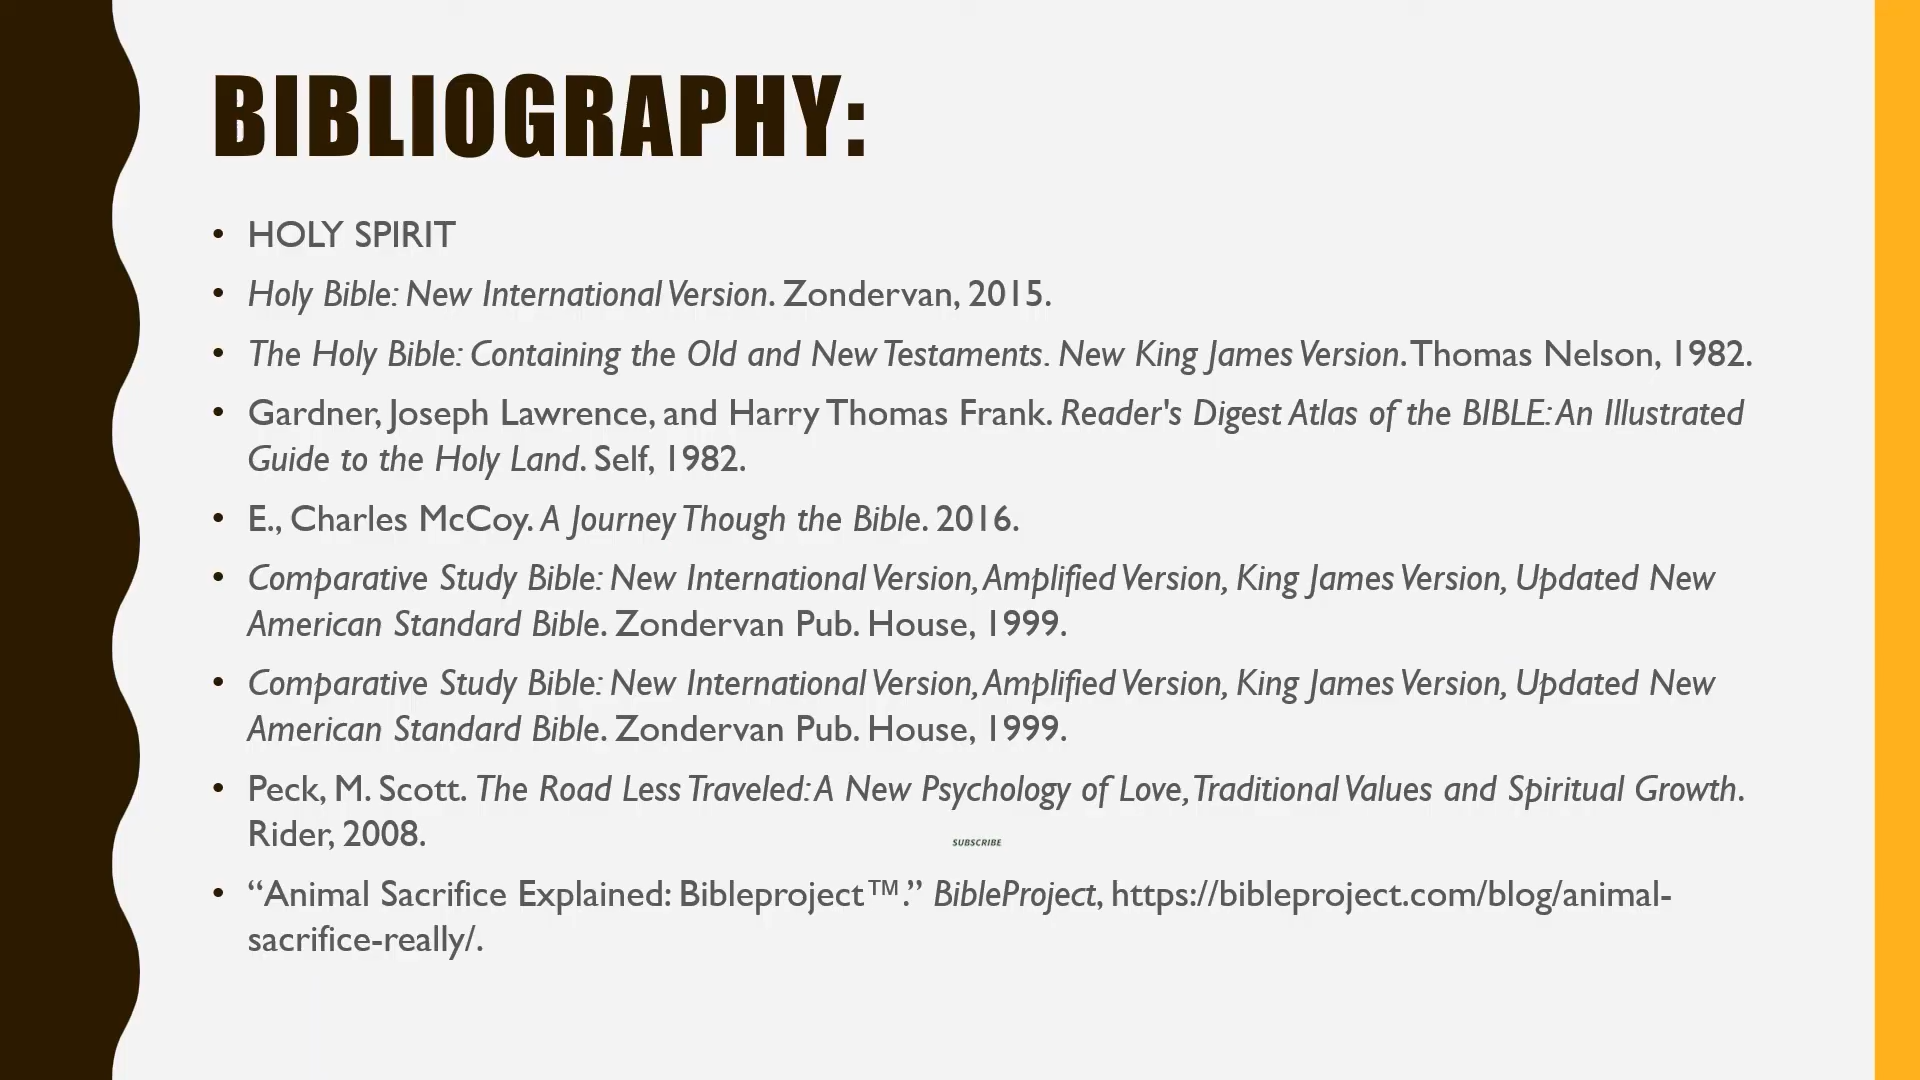 BIBLIOGRAPHY:
• HOLY SPIRIT
• Holy Bible: New International Version. Zondervan, 2015.
• The Holy Bible: Containing the Old and New Testaments. New King James Version. Thomas Nelson, 1982.
• Gardner, Joseph Lawrence, and Harry Thomas Frank. Reader's Digest Atlas of the BIBLE: An Illustrated
Guide to the Holy Land. Self, 1982.
• E., Charles McCoy. A Journey Though the Bible. 2016.
• Comparative Study Bible: New International Version, Amplified Version, King James Version, Updated New
American Standard Bible. Zondervan Pub. House, 1999.
• Comparative Study Bible: New International Version, Amplified Version, King James Version, Updated New
American Standard Bible. Zondervan Pub. House, 1999.
• Peck, M. Scott. The Road Less Traveled: A New Psychology of Love, Traditional Values and Spiritual Growth.
Rider, 2008.
SUBSCRIBE
• “Animal Sacrifice Explained: Bibleproject™.” BibleProject, https://bibleproject.com/blog/animal-
sacrifice-really/.